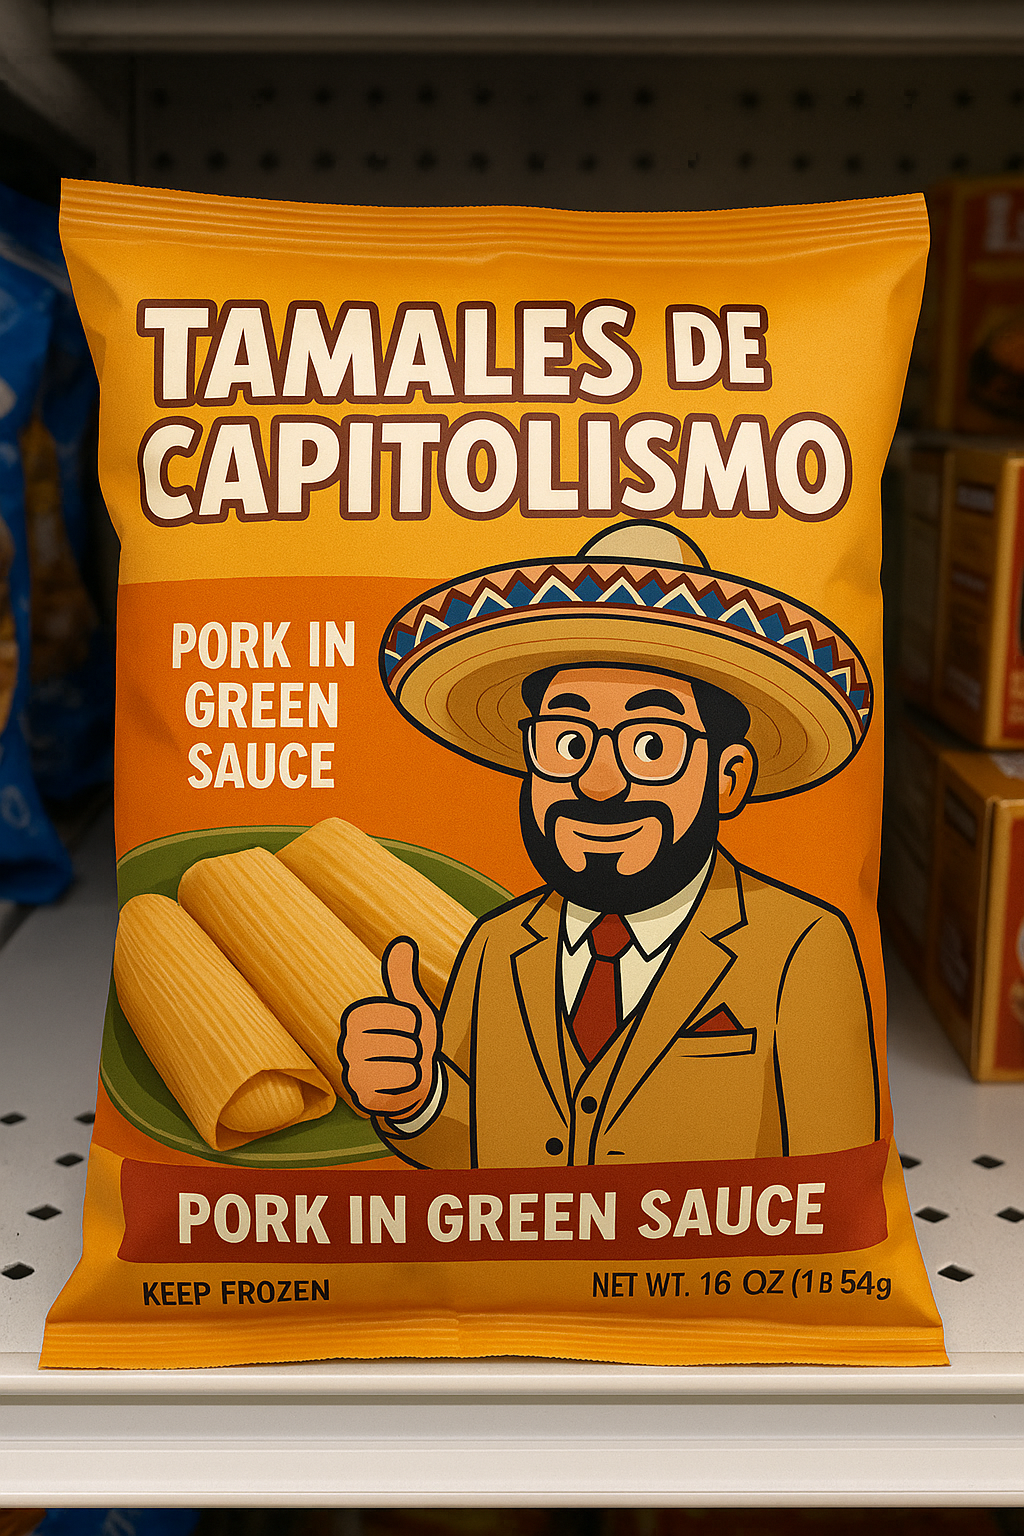 TAMALES DE
CAPITOLISMO
PORK IN
GREEN
SAUCE
PORK IN GREEN SAUCE
KEEP FROZEN
NET WT. 16 OZ (1B 54g